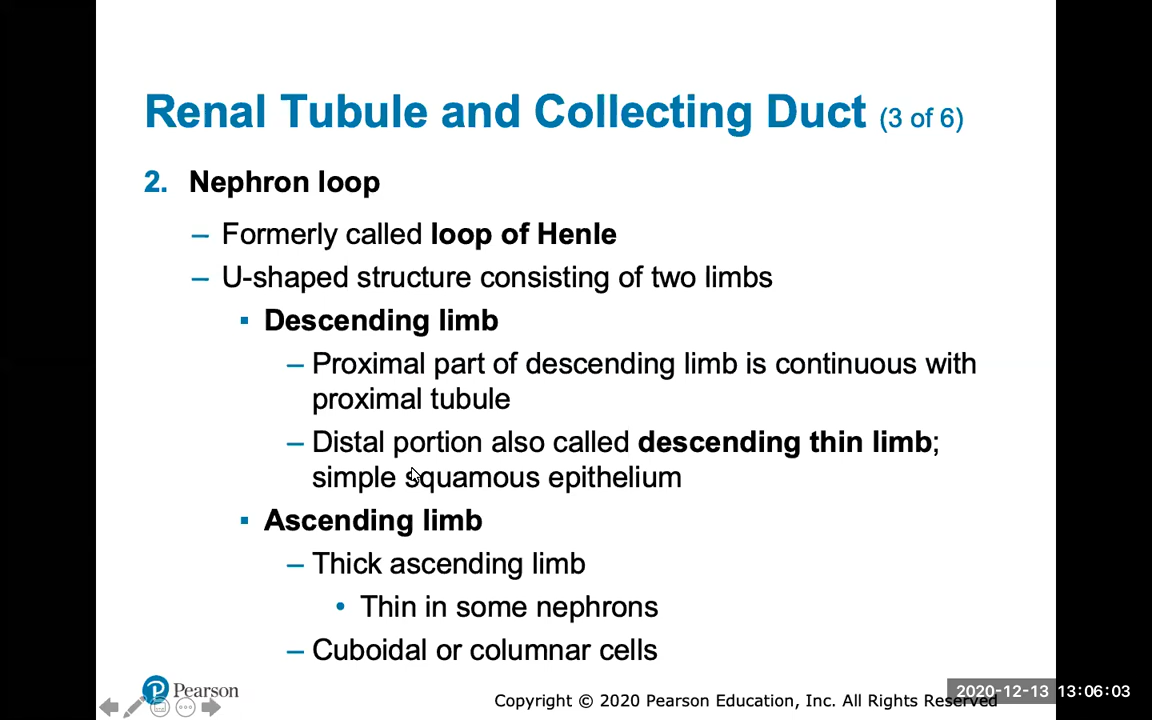 Renal Tubule and Collecting Duct (3 of 6)
2. Nephron loop
– Formerly called loop of Henle
– U-shaped structure consisting of two limbs
▪ Descending limb
– Proximal part of descending limb is continuous with
proximal tubule
– Distal portion also called descending thin limb;
simple squamous epithelium
▪ Ascending limb
– Thick ascending limb
• Thin in some nephrons
– Cuboidal or columnar cells
Pearson
Copyright © 2020 Pearson Education, Inc. All Rights Reserved
2020-12-13 13:06:03